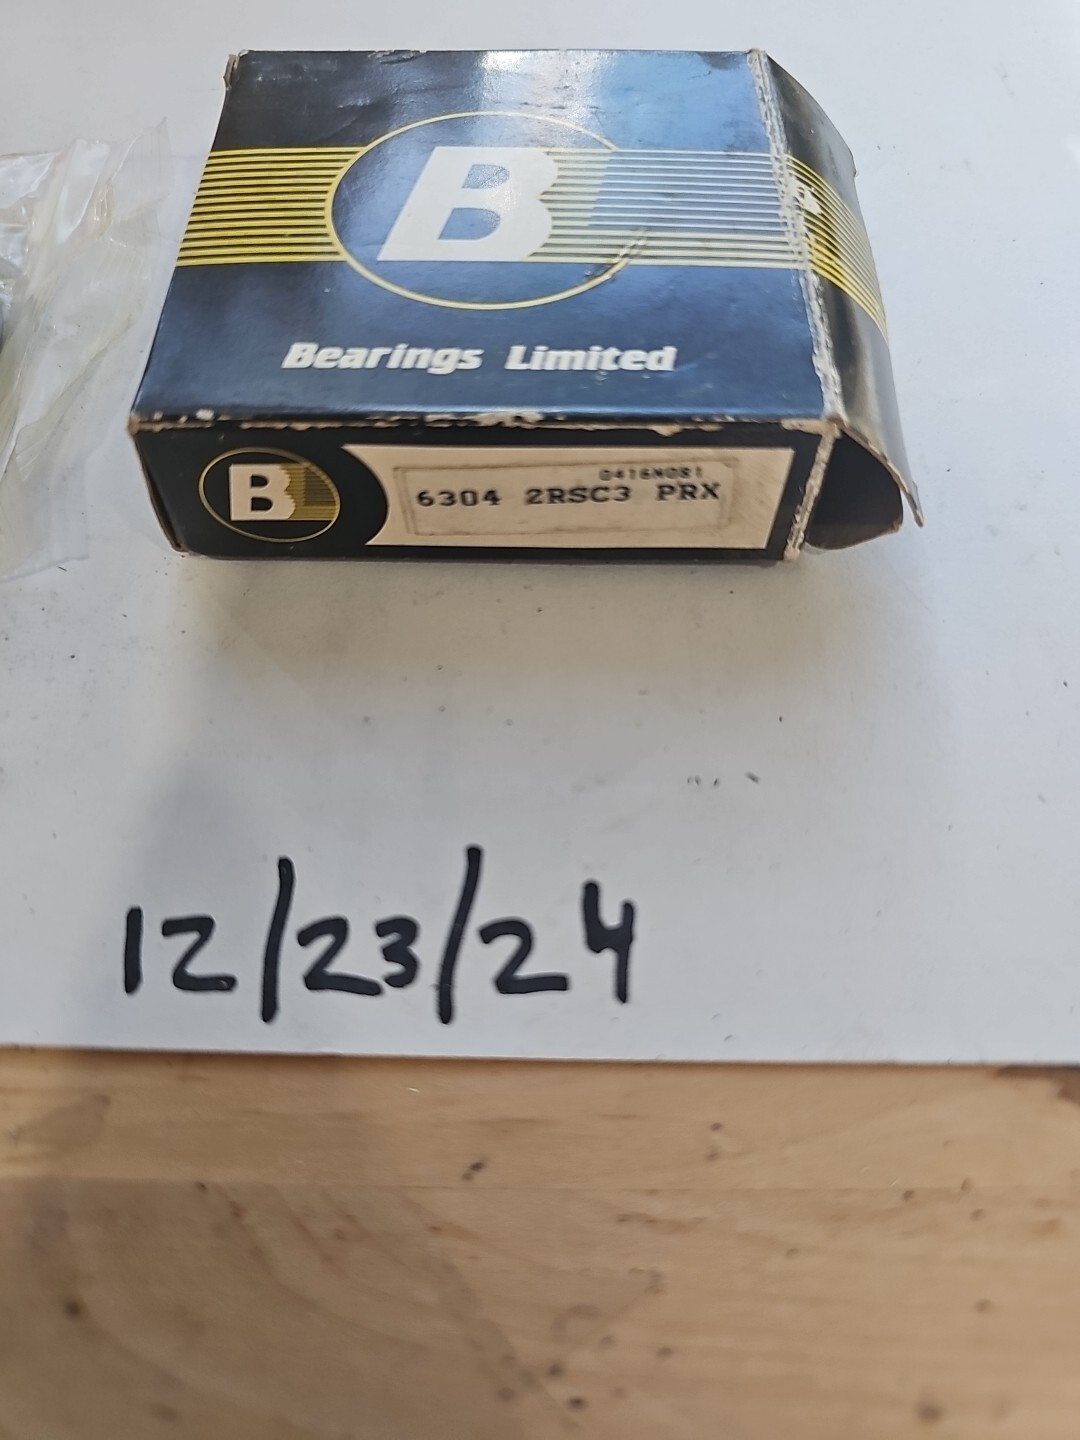 B
Bearings Limited
B
0416N081
6304 2RSC3 PRX
12/23/24